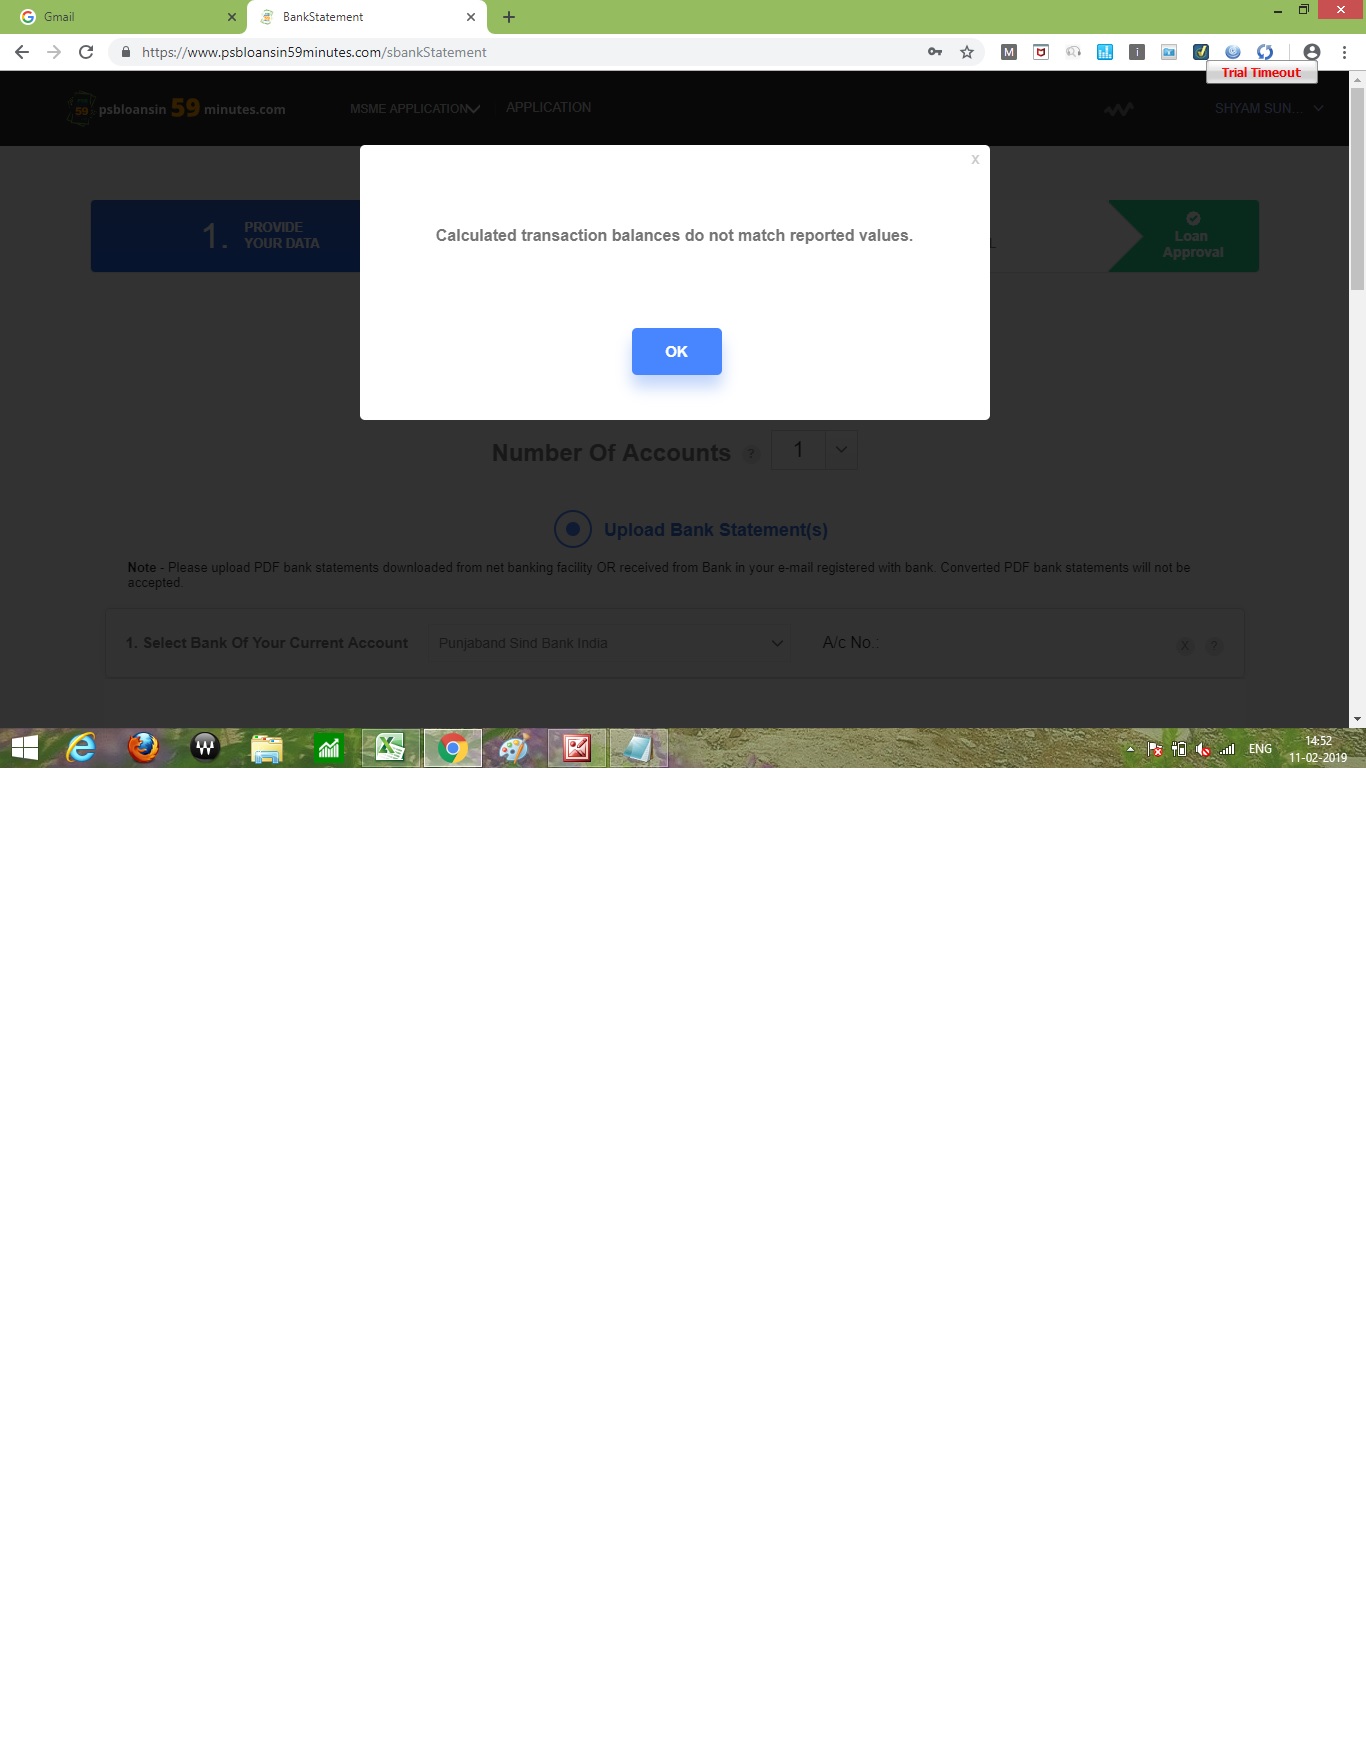 Gmail
BankStatement
https://www.psbloansin59minutes.com/sbankStatement
Trial Timeout
59 psbloansin 59 minutes.com
MSME APPLICATION
APPLICATION
SHYAM SUN...
X
1. PROVIDE
YOUR DATA
Calculated transaction balances do not match reported values.
Loan
Approval
OK
Number Of Accounts ? 1
Upload Bank Statement(s)
Note - Please upload PDF bank statements downloaded from net banking facility OR received from Bank in your e-mail registered with bank. Converted PDF bank statements will not be
accepted.
1. Select Bank Of Your Current Account Punjaband Sind Bank India A/c No.: X ?
ENG
14:52
11-02-2019